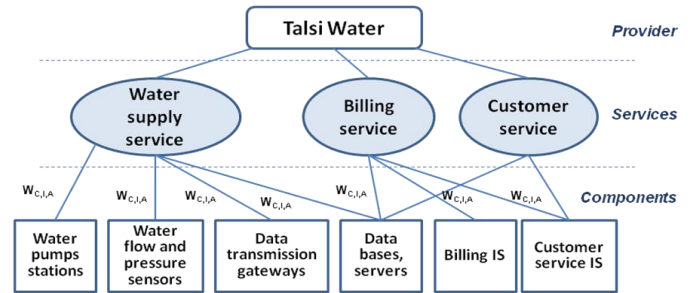 Talsi Water
Provider
Water
supply
service
Billing
service
Customer
service
Services
W C,I,A
W C,I,A
W C,I,A
W C,I,A
W C,I,A
W C,I,A
W C,I,A
Components
Water
pumps
stations
Water
flow and
pressure
sensors
Data
transmission
gateways
Data
bases,
servers
Billing IS
Customer
service IS